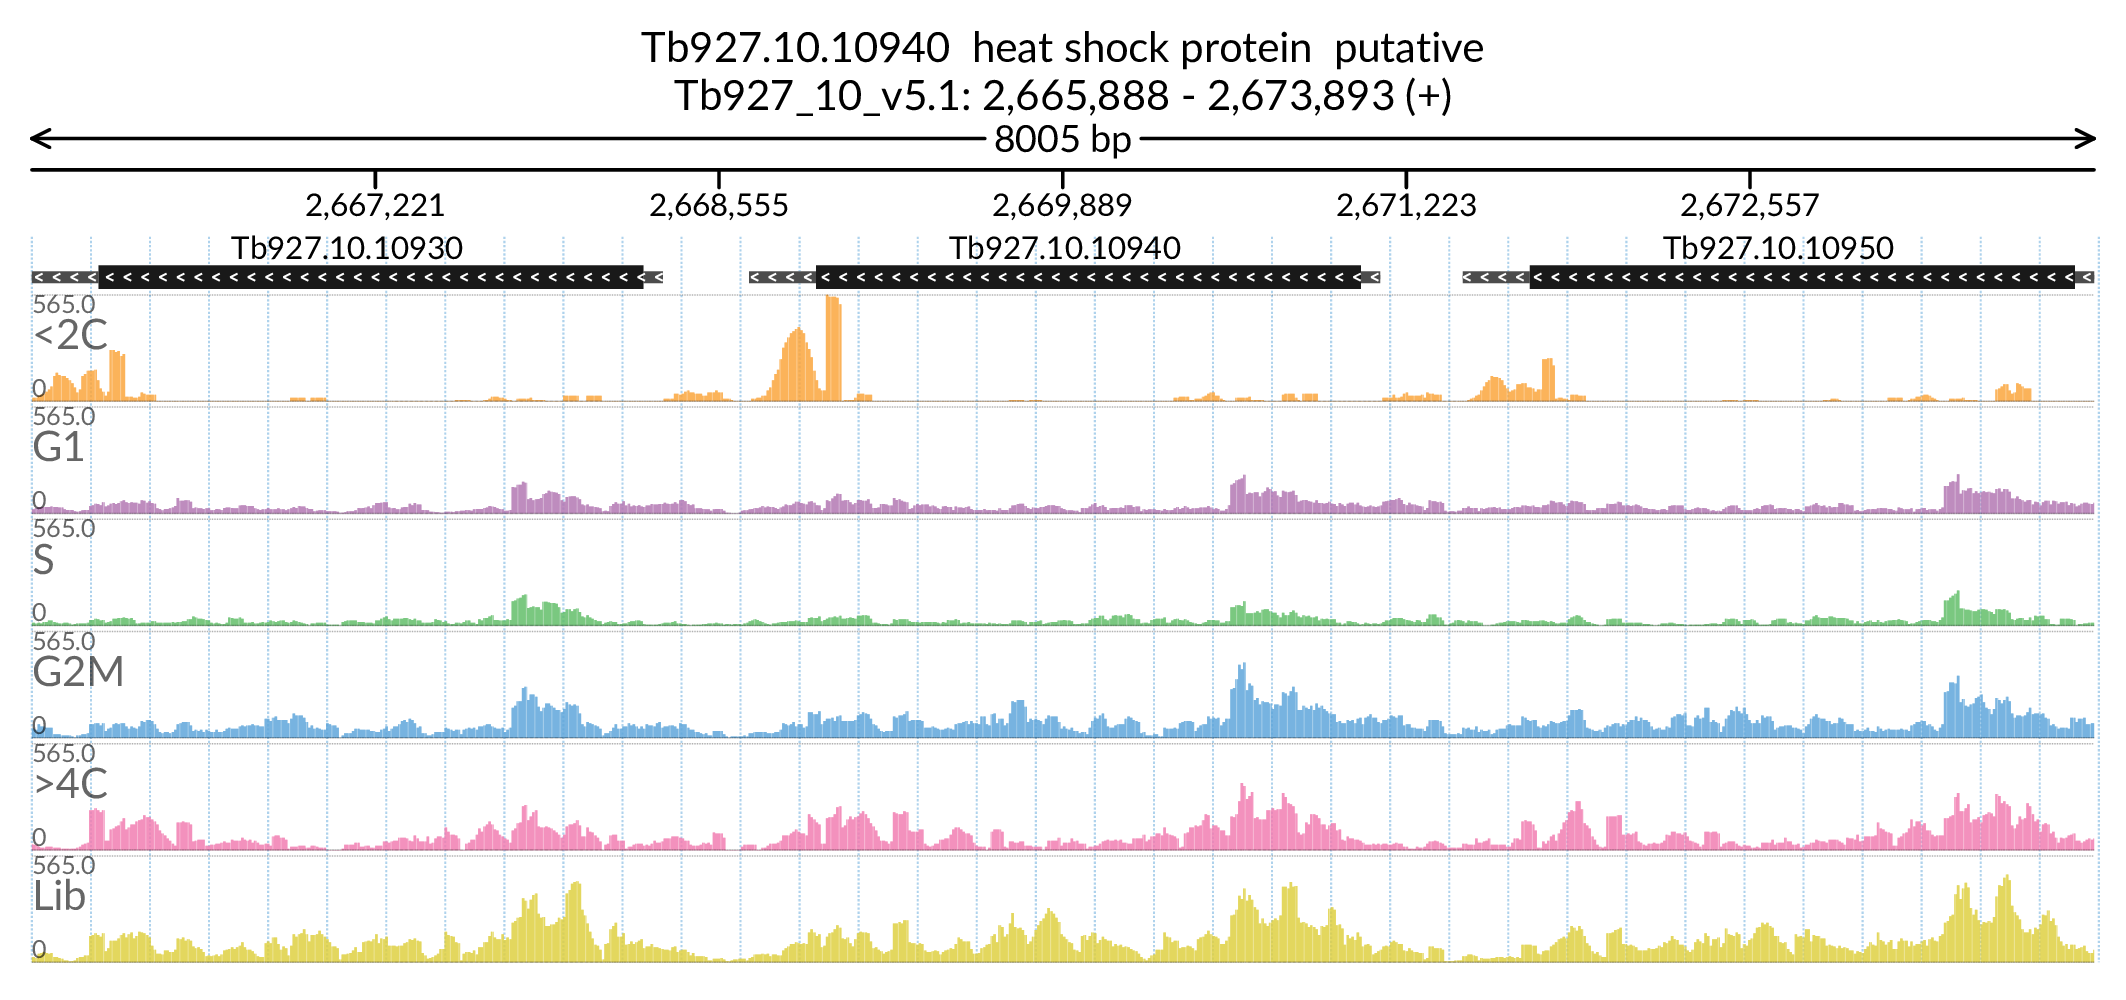 Tb927.10.10940  heat shock protein  putative
Tb927_10_v5.1: 2,665,888 - 2,673,893 (+)
8005 bp
2,667,221 2,668,555 2,669,889 2,671,223 2,672,557
Tb927.10.10930 Tb927.10.10940 Tb927.10.10950
565.0
<2C
0
565.0
G1
0
565.0
S
0
565.0
G2M
0
565.0
>4C
0
565.0
Lib
0